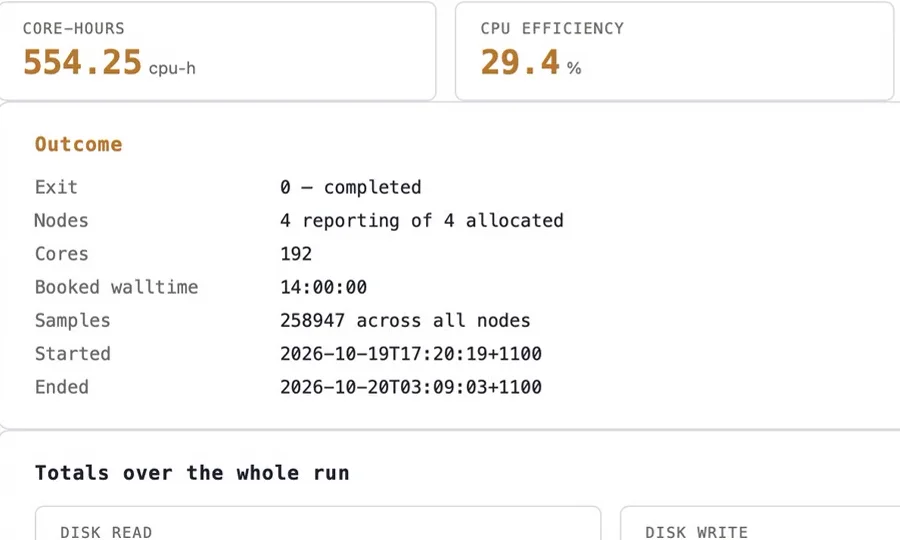 CORE-HOURS
554.25 cpu-h
CPU EFFICIENCY
29.4 %
Outcome
Exit 0 — completed
Nodes 4 reporting of 4 allocated
Cores 192
Booked walltime 14:00:00
Samples 258947 across all nodes
Started 2026-10-19T17:20:19+1100
Ended 2026-10-20T03:09:03+1100
Totals over the whole run
DISK READ
DISK WRITE